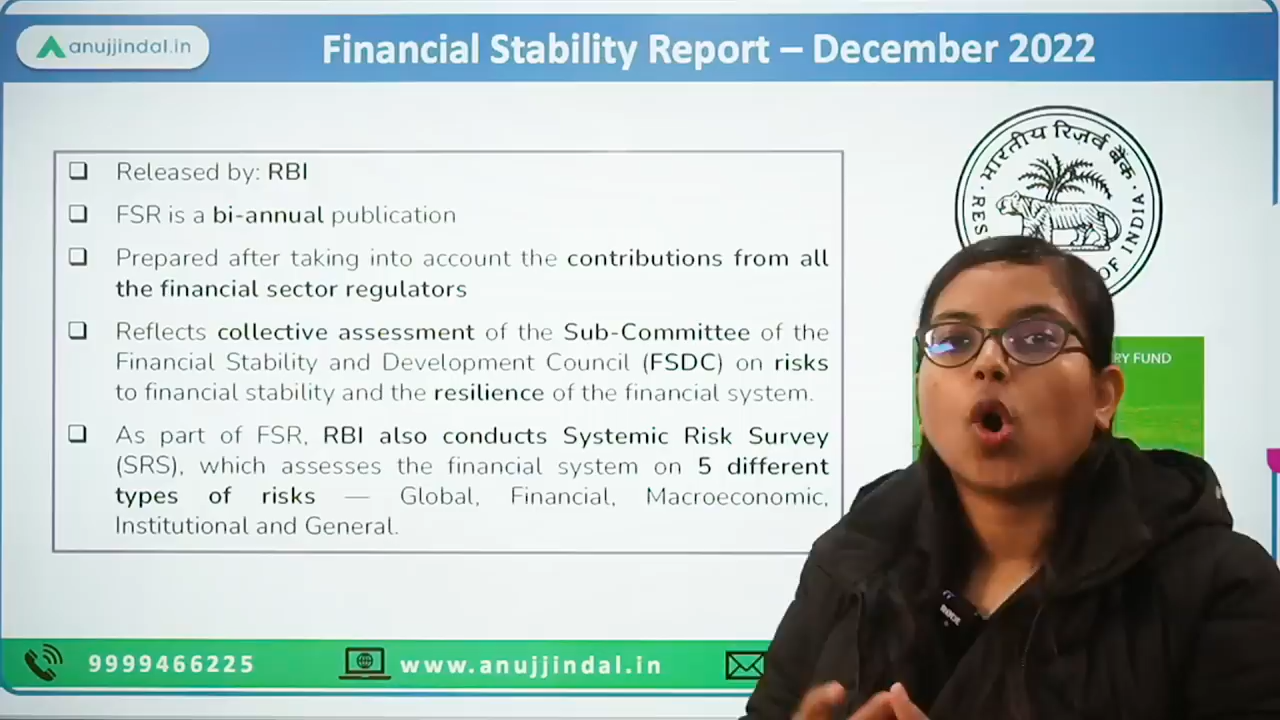 anujjindal.in
Financial Stability Report – December 2022
❑ Released by: RBI
❑ FSR is a bi-annual publication
❑ Prepared after taking into account the contributions from all
the financial sector regulators
❑ Reflects collective assessment of the Sub-Committee of the
Financial Stability and Development Council (FSDC) on risks
to financial stability and the resilience of the financial system.
❑ As part of FSR, RBI also conducts Systemic Risk Survey
(SRS), which assesses the financial system on 5 different
types of risks — Global, Financial, Macroeconomic,
Institutional and General.
भारतीय रिज़र्व बैंक
RES
OF INDIA
RY FUND
9999466225
www.anujjindal.in